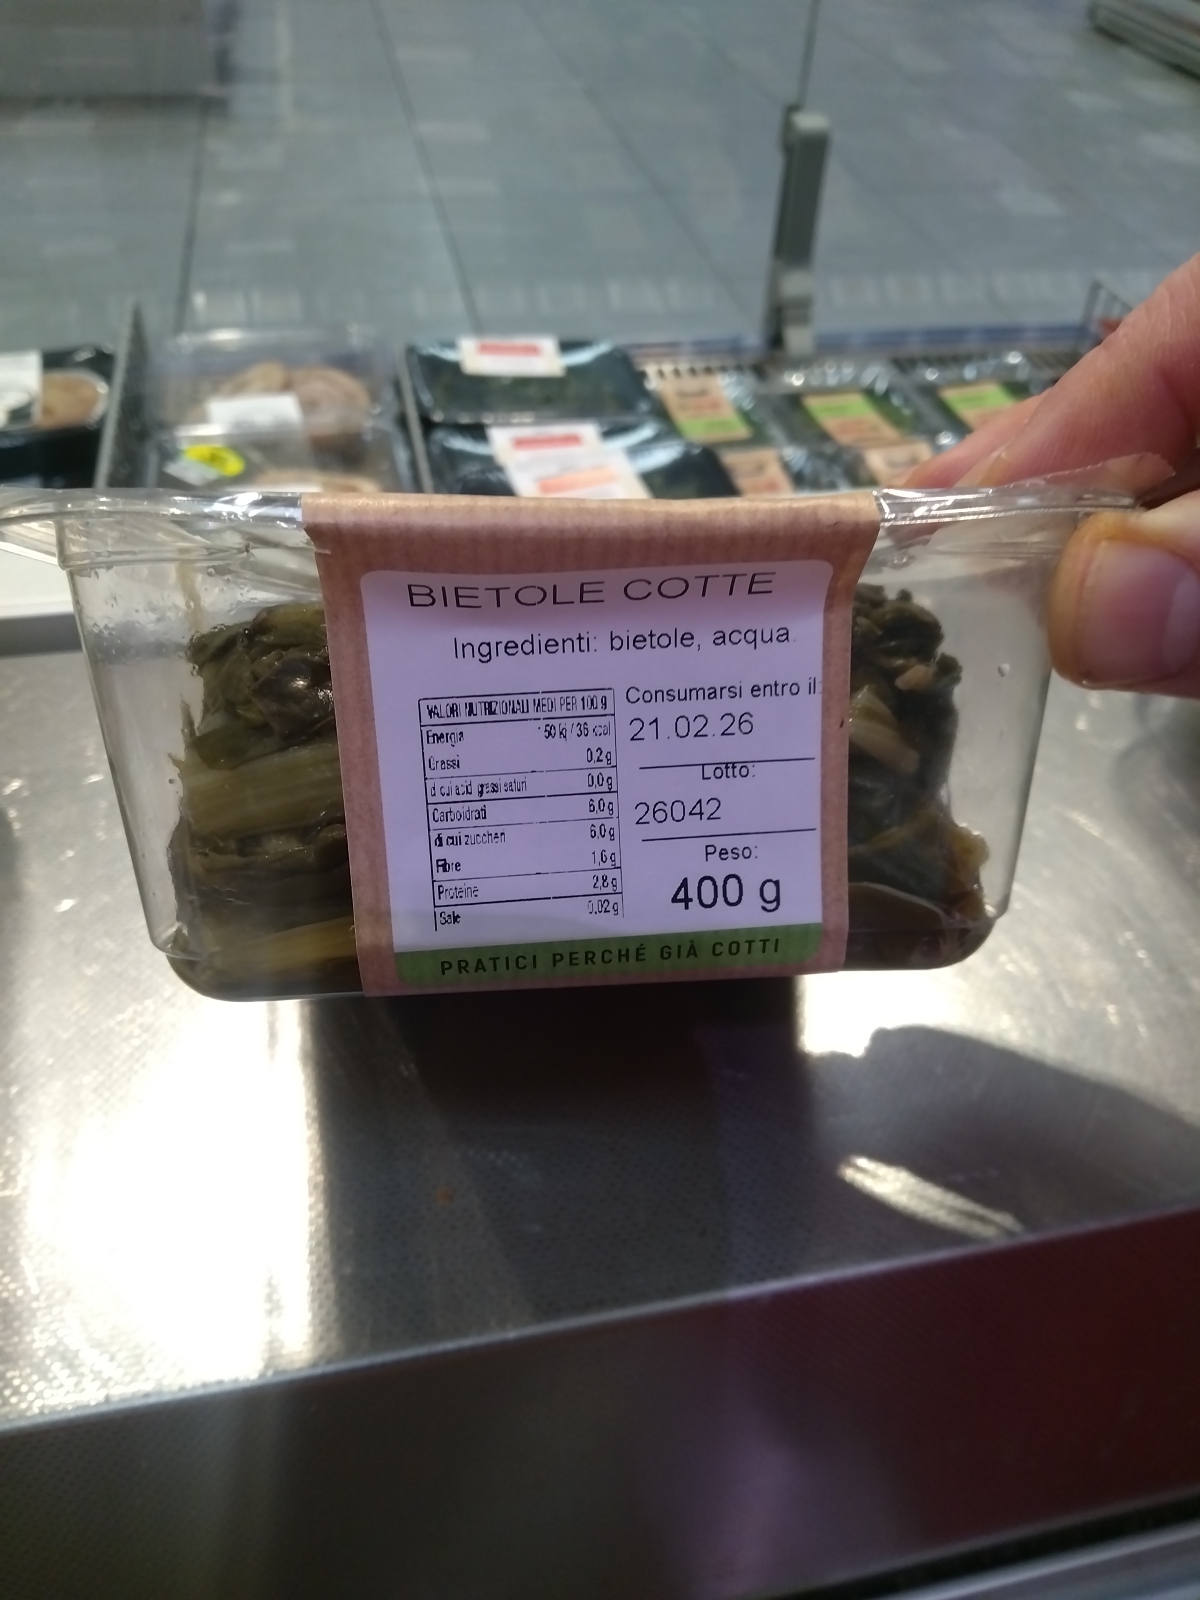 BIETOLE COTTE
Ingredienti: bietole, acqua.
VALORI NUTRIZIONALI MEDI PER 100 g
Energia 150 kj / 36 kcal
Grassi 0,2 g
di cui acidi grassi saturi 0,0 g
Carboidrati 6,0 g
di cui zuccheri 6,0 g
Fibre 1,6 g
Proteine 2,8 g
Sale 0,02 g
Consumarsi entro il:
21.02.26
Lotto:
26042
Peso:
400 g
PRATICI PERCHÉ GIÀ COTTI